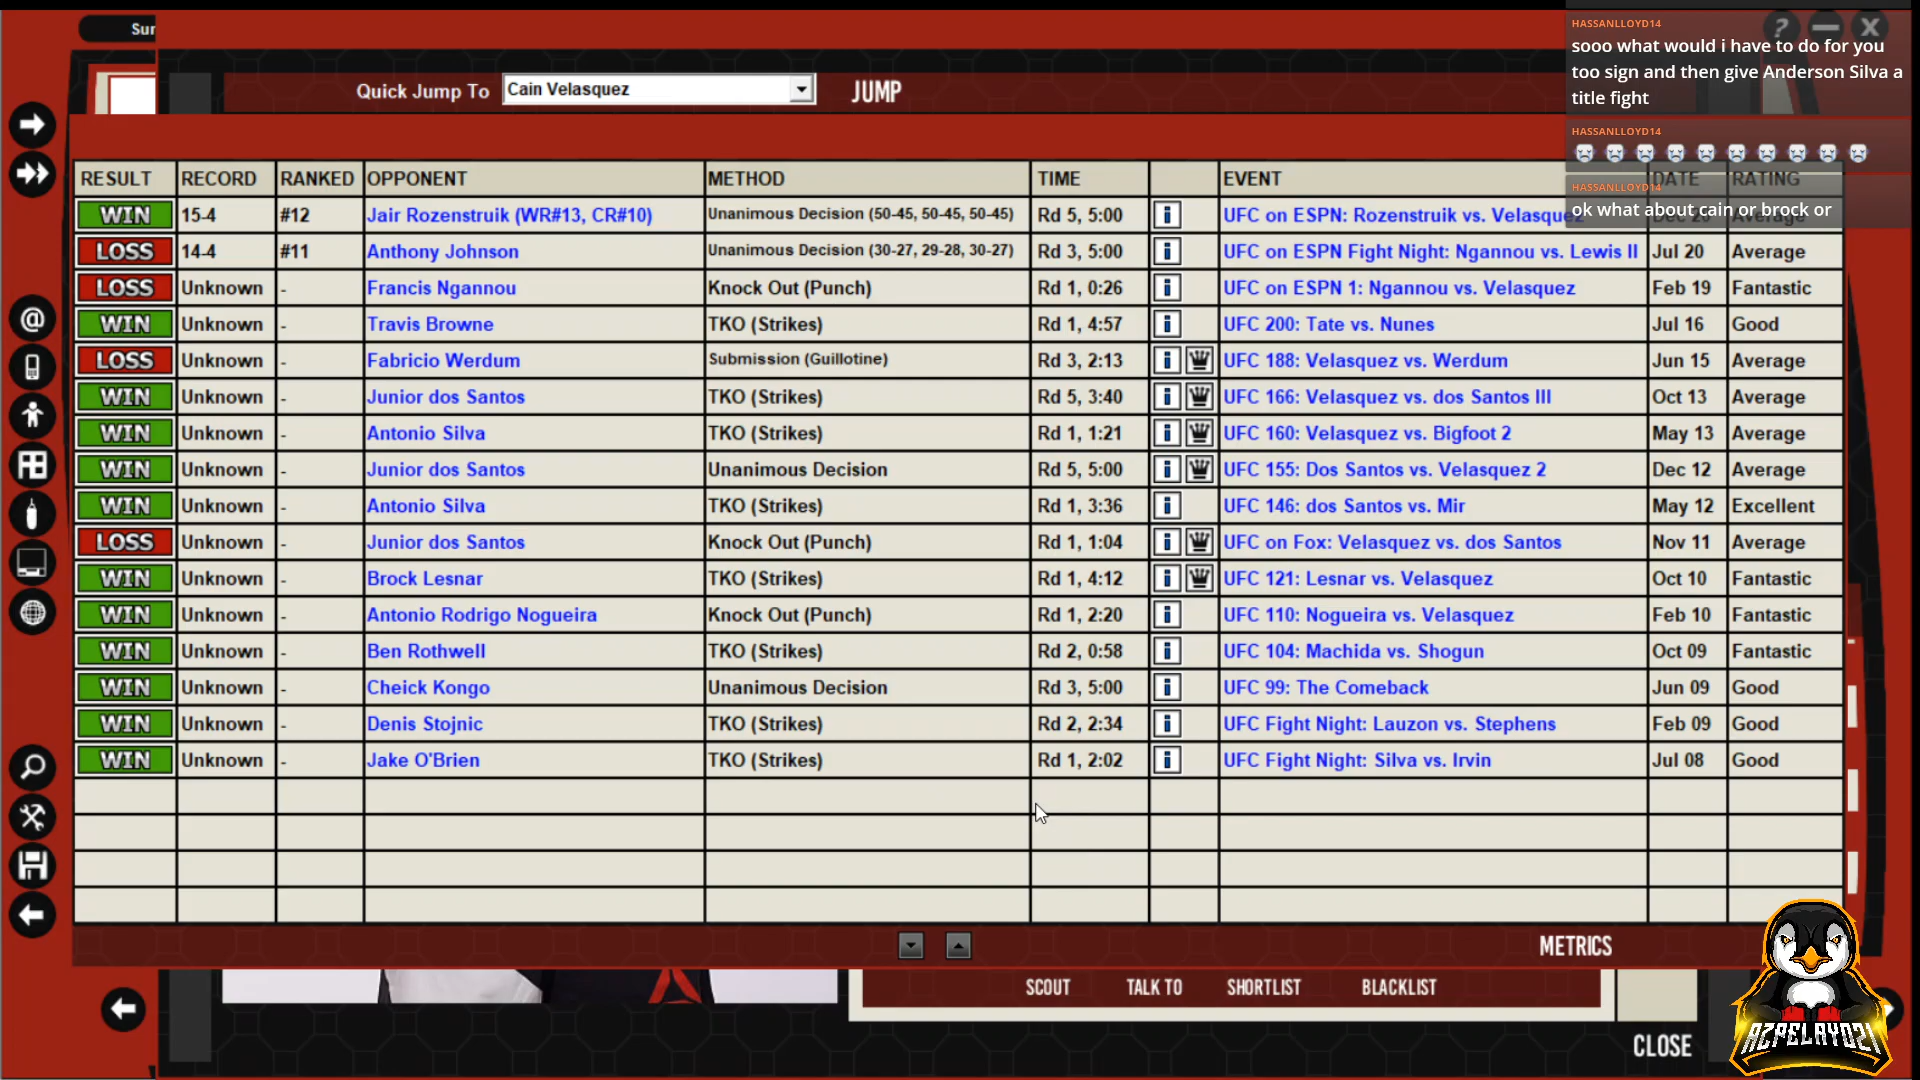 Sur
Quick Jump To Cain Velasquez JUMP
HASSANLLOYD14
sooo what would i have to do for you
too sign and then give Anderson Silva a
title fight
HASSANLLOYD14
HASSANLLOYD14
ok what about cain or brock or
RESULT RECORD RANKED OPPONENT METHOD TIME EVENT DATE RATING
WIN 15-4 #12 Jair Rozenstruik (WR#13, CR#10) Unanimous Decision (50-45, 50-45, 50-45) Rd 5, 5:00 i UFC on ESPN: Rozenstruik vs. Velasquez Dec 20 Average
LOSS 14-4 #11 Anthony Johnson Unanimous Decision (30-27, 29-28, 30-27) Rd 3, 5:00 i UFC on ESPN Fight Night: Ngannou vs. Lewis II Jul 20 Average
LOSS Unknown - Francis Ngannou Knock Out (Punch) Rd 1, 0:26 i UFC on ESPN 1: Ngannou vs. Velasquez Feb 19 Fantastic
WIN Unknown - Travis Browne TKO (Strikes) Rd 1, 4:57 i UFC 200: Tate vs. Nunes Jul 16 Good
LOSS Unknown - Fabricio Werdum Submission (Guillotine) Rd 3, 2:13 i UFC 188: Velasquez vs. Werdum Jun 15 Average
WIN Unknown - Junior dos Santos TKO (Strikes) Rd 5, 3:40 i UFC 166: Velasquez vs. dos Santos III Oct 13 Average
WIN Unknown - Antonio Silva TKO (Strikes) Rd 1, 1:21 i UFC 160: Velasquez vs. Bigfoot 2 May 13 Average
WIN Unknown - Junior dos Santos Unanimous Decision Rd 5, 5:00 i UFC 155: Dos Santos vs. Velasquez 2 Dec 12 Average
WIN Unknown - Antonio Silva TKO (Strikes) Rd 1, 3:36 i UFC 146: dos Santos vs. Mir May 12 Excellent
LOSS Unknown - Junior dos Santos Knock Out (Punch) Rd 1, 1:04 i UFC on Fox: Velasquez vs. dos Santos Nov 11 Average
WIN Unknown - Brock Lesnar TKO (Strikes) Rd 1, 4:12 i UFC 121: Lesnar vs. Velasquez Oct 10 Fantastic
WIN Unknown - Antonio Rodrigo Nogueira Knock Out (Punch) Rd 1, 2:20 i UFC 110: Nogueira vs. Velasquez Feb 10 Fantastic
WIN Unknown - Ben Rothwell TKO (Strikes) Rd 2, 0:58 i UFC 104: Machida vs. Shogun Oct 09 Fantastic
WIN Unknown - Cheick Kongo Unanimous Decision Rd 3, 5:00 i UFC 99: The Comeback Jun 09 Good
WIN Unknown - Denis Stojnic TKO (Strikes) Rd 2, 2:34 i UFC Fight Night: Lauzon vs. Stephens Feb 09 Good
WIN Unknown - Jake O'Brien TKO (Strikes) Rd 1, 2:02 i UFC Fight Night: Silva vs. Irvin Jul 08 Good
METRICS
SCOUT TALK TO SHORTLIST BLACKLIST
CLOSE
AZPELAYO21